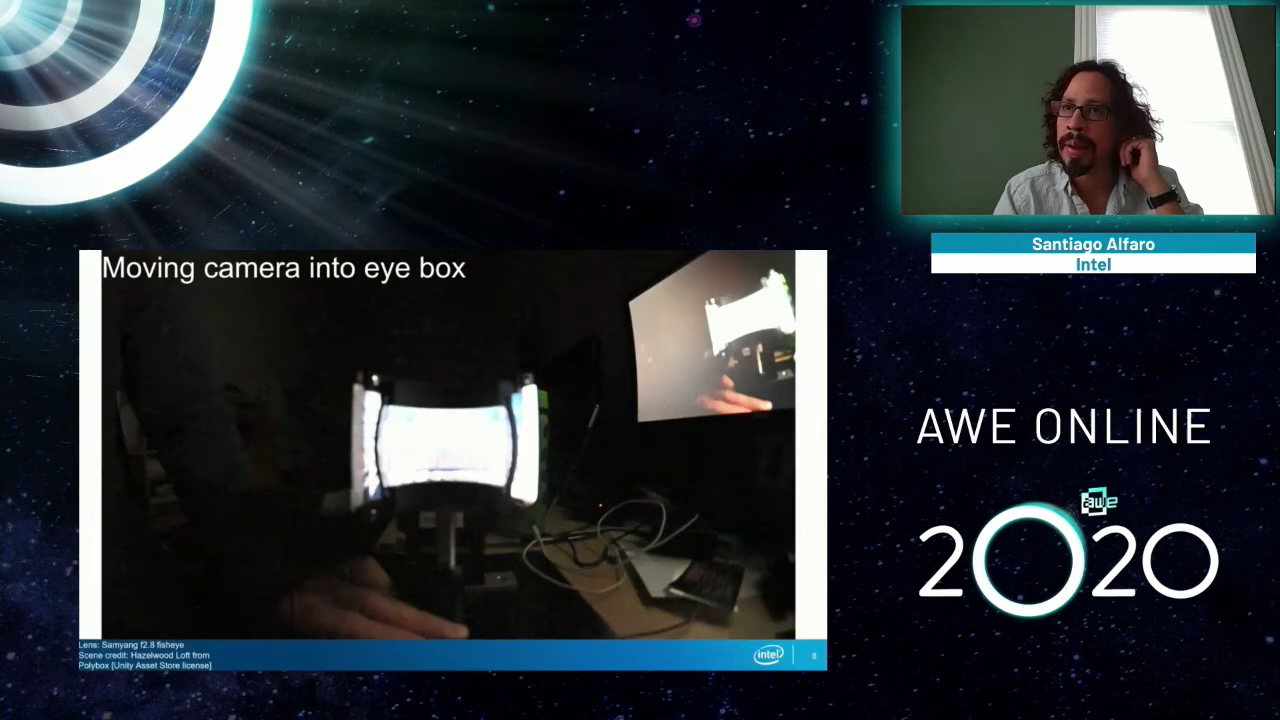 Santiago Alfaro
Intel
Moving camera into eye box
AWE ONLINE
awe
2020
Lens: Samyang f2.8 fisheye
Scene credit: Hazelwood Loft from
Polybox [Unity Asset Store license]
intel
8